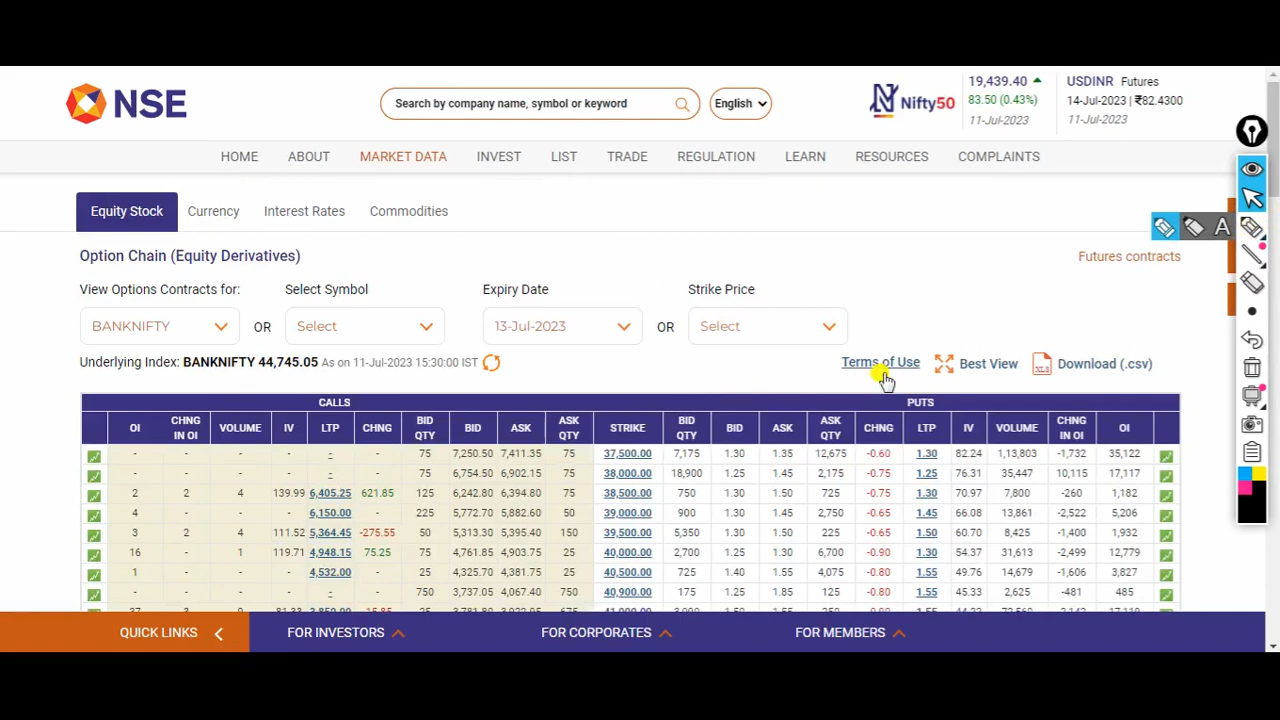 NSE
Search by company name, symbol or keyword
English
Nifty50
19,439.40
83.50 (0.43%)
11-Jul-2023
USDINR Futures
14-Jul-2023 | ₹82.4300
11-Jul-2023
HOME ABOUT MARKET DATA INVEST LIST TRADE REGULATION LEARN RESOURCES COMPLAINTS
Equity Stock Currency Interest Rates Commodities
A
Option Chain (Equity Derivatives) Futures contracts
View Options Contracts for: Select Symbol Expiry Date Strike Price
BANKNIFTY OR Select 13-Jul-2023 OR Select
Underlying Index: BANKNIFTY 44,745.05 As on 11-Jul-2023 15:30:00 IST Terms of Use Best View XLS Download (.csv)
CALLS PUTS
OI CHNG IN OI VOLUME IV LTP CHNG BID QTY BID ASK ASK QTY STRIKE BID QTY BID ASK ASK QTY CHNG LTP IV VOLUME CHNG IN OI OI
- - - - - - 75 7,250.50 7,411.35 75 37,500.00 7,175 1.30 1.35 12,675 -0.60 1.30 82.24 1,13,803 -1,732 35,122
- - - - - - 75 6,754.50 6,902.15 75 38,000.00 18,900 1.25 1.45 2,175 -0.75 1.25 76.31 35,447 10,115 17,117
2 2 4 139.99 6,405.25 621.85 125 6,242.80 6,394.80 75 38,500.00 750 1.30 1.50 725 -0.75 1.30 70.97 7,800 -260 1,182
4 - - - 6,150.00 - 225 5,772.70 5,882.60 50 39,000.00 900 1.45 1.50 2,750 -0.65 1.45 66.08 13,861 -2,522 5,206
3 2 4 111.52 5,364.45 -275.55 50 5,313.30 5,395.40 150 39,500.00 5,350 1.35 1.50 225 -0.65 1.50 60.70 8,425 -1,400 1,932
16 - 1 119.71 4,948.15 75.25 75 4,761.85 4,903.75 25 40,000.00 2,700 1.25 1.30 6,700 -0.90 1.30 54.37 31,613 -2,499 12,779
1 - - - 4,532.00 - 25 4,325.70 4,381.75 25 40,500.00 725 1.40 1.55 4,075 -0.80 1.55 49.76 14,679 -1,606 3,827
- - - - - - 750 3,737.05 4,067.40 750 40,900.00 175 1.25 1.85 125 -0.80 1.55 45.33 2,625 -481 485
QUICK LINKS FOR INVESTORS FOR CORPORATES FOR MEMBERS